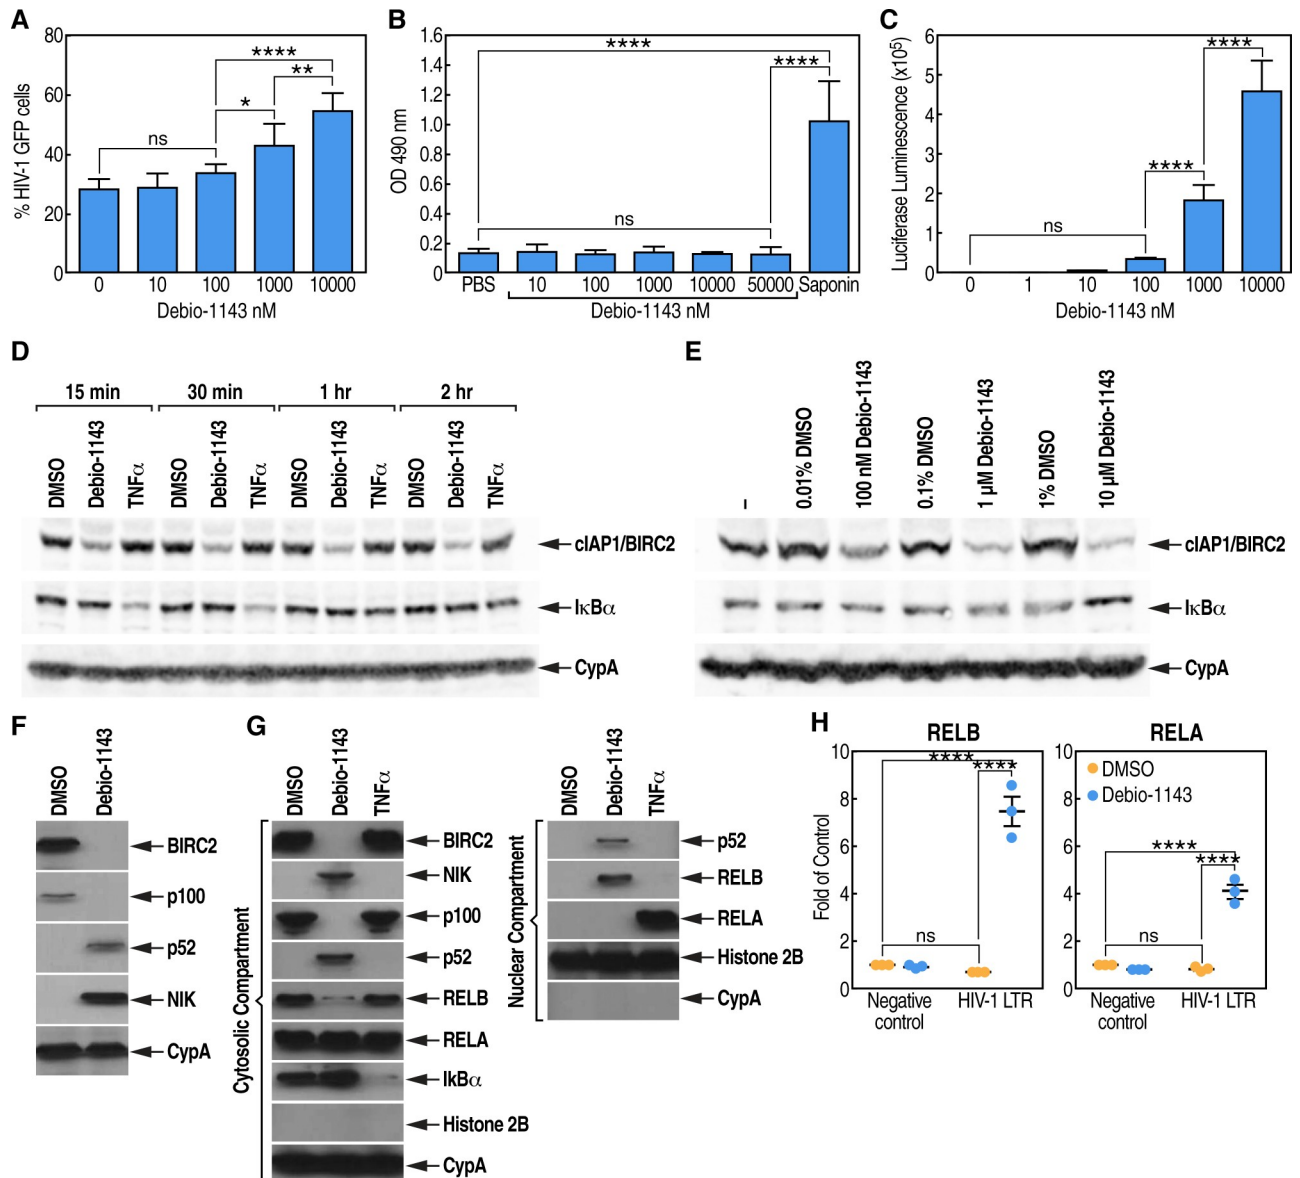 A
% HIV-1 GFP cells
80
60
40
20
0
ns
*
**
****
0 10 100 1000 10000
Debio-1143 nM
B
OD 490 nm
1.6
1.4
1.2
1.0
0.8
0.6
0.4
0.2
0
****
****
ns
PBS 10 100 1000 10000 50000 Saponin
Debio-1143 nM
C
Luciferase Luminescence (x10⁵)
6
5
4
3
2
1
0
ns
****
****
0 1 10 100 1000 10000
Debio-1143 nM
D
15 min 30 min 1 hr 2 hr
DMSO Debio-1143 TNFα DMSO Debio-1143 TNFα DMSO Debio-1143 TNFα DMSO Debio-1143 TNFα
cIAP1/BIRC2
IκBα
CypA
E
– 0.01% DMSO 100 nM Debio-1143 0.1% DMSO 1 µM Debio-1143 1% DMSO 10 µM Debio-1143
cIAP1/BIRC2
IκBα
CypA
F
DMSO Debio-1143
BIRC2
p100
p52
NIK
CypA
G
DMSO Debio-1143 TNFα
Cytosolic Compartment
BIRC2
NIK
p100
p52
RELB
RELA
IkBα
Histone 2B
CypA
DMSO Debio-1143 TNFα
Nuclear Compartment
p52
RELB
RELA
Histone 2B
CypA
H
RELB
Fold of Control
10
8
6
4
2
0
****
****
ns
Negative control
HIV-1 LTR
RELA
DMSO
Debio-1143
10
8
6
4
2
0
****
****
ns
Negative control
HIV-1 LTR